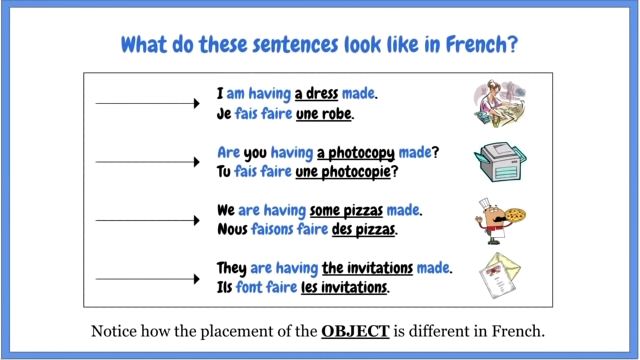 What do these sentences look like in French?
I am having a dress made.
Je fais faire une robe.
Are you having a photocopy made?
Tu fais faire une photocopie?
We are having some pizzas made.
Nous faisons faire des pizzas.
They are having the invitations made.
Ils font faire les invitations.
Notice how the placement of the OBJECT is different in French.